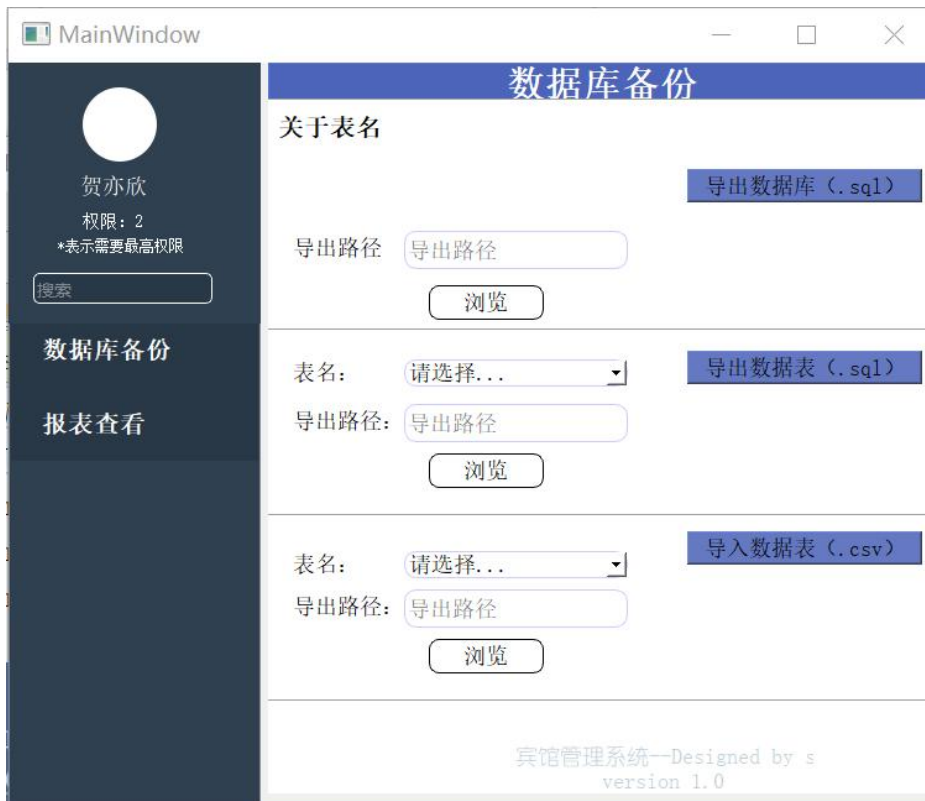 MainWindow
贺亦欣
权限：2
*表示需要最高权限
搜索
数据库备份
报表查看
数据库备份
关于表名
导出数据库（.sql）
导出路径 导出路径
浏览
表名： 请选择... 导出数据表（.sql）
导出路径： 导出路径
浏览
导入数据表（.csv）
表名： 请选择...
导出路径： 导出路径
浏览
宾馆管理系统--Designed by s
version 1.0